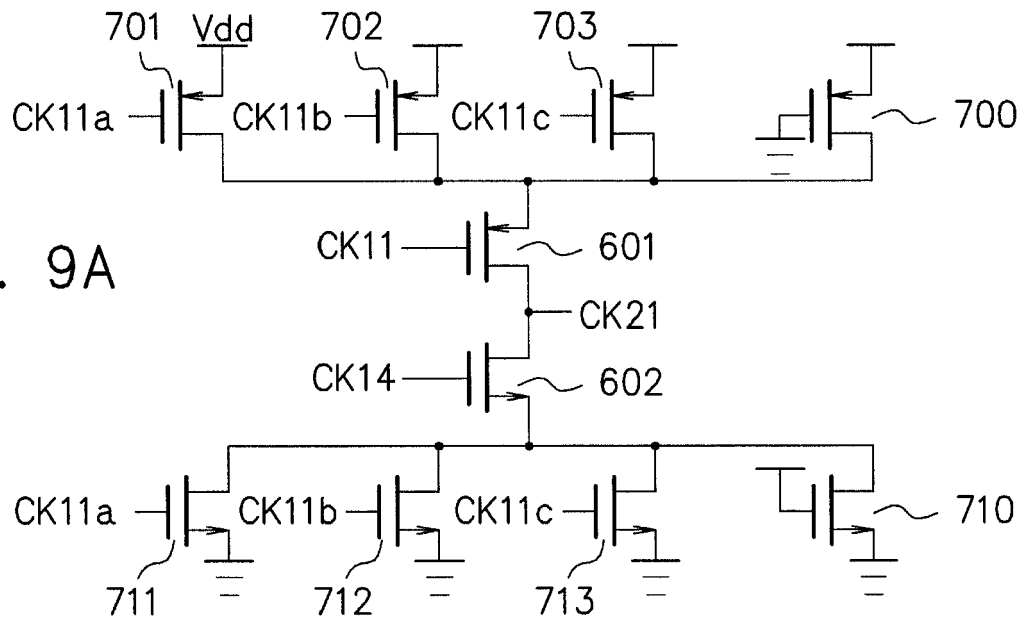 701 Vdd 702 703
CK11a CK11b CK11c 700
CK11 601
. 9A
CK21
CK14 602
CK11a CK11b CK11c 710
711 712 713